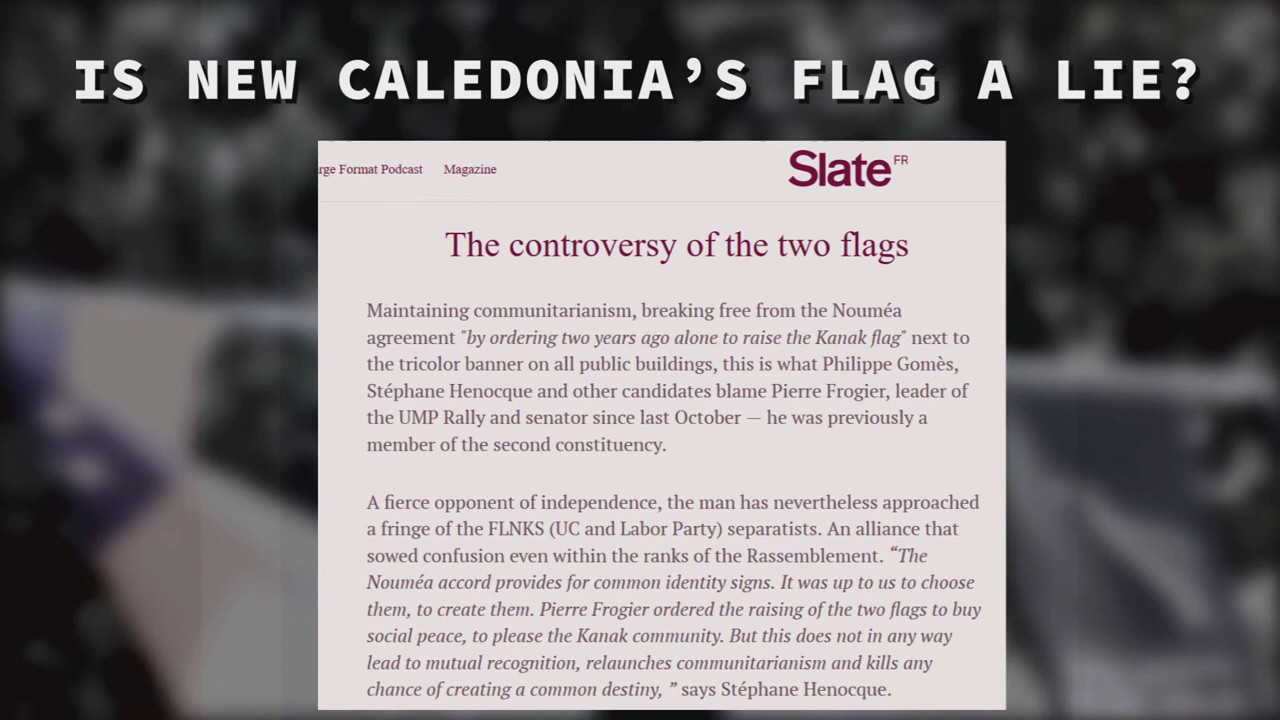 IS NEW CALEDONIA’S FLAG A LIE?
rge Format Podcast Magazine
Slate FR
The controversy of the two flags
Maintaining communitarianism, breaking free from the Nouméa
agreement "by ordering two years ago alone to raise the Kanak flag" next to
the tricolor banner on all public buildings, this is what Philippe Gomès,
Stéphane Henocque and other candidates blame Pierre Frogier, leader of
the UMP Rally and senator since last October — he was previously a
member of the second constituency.
A fierce opponent of independence, the man has nevertheless approached
a fringe of the FLNKS (UC and Labor Party) separatists. An alliance that
sowed confusion even within the ranks of the Rassemblement. “The
Nouméa accord provides for common identity signs. It was up to us to choose
them, to create them. Pierre Frogier ordered the raising of the two flags to buy
social peace, to please the Kanak community. But this does not in any way
lead to mutual recognition, relaunches communitarianism and kills any
chance of creating a common destiny, ” says Stéphane Henocque.